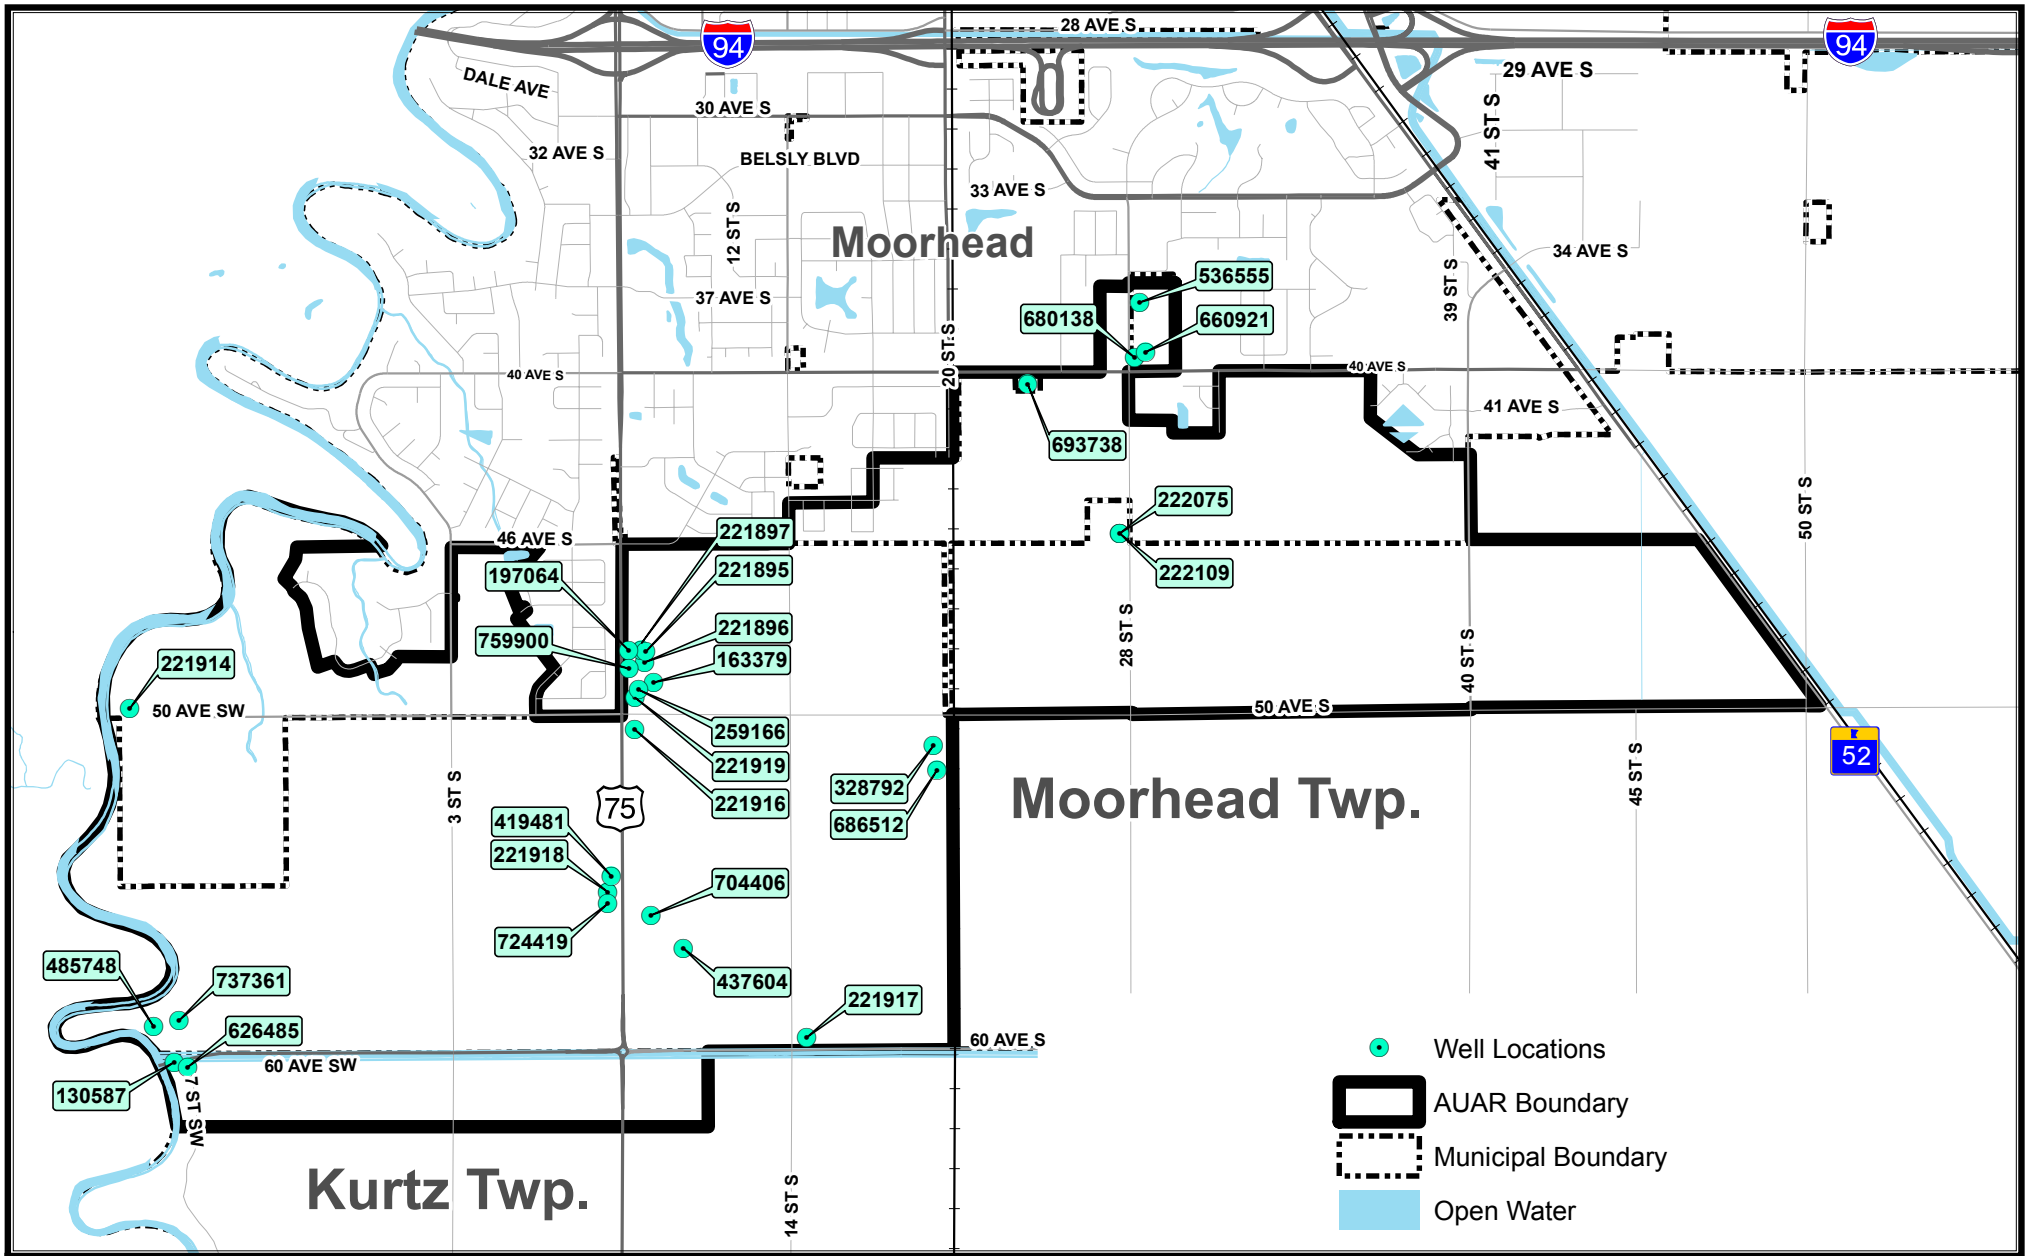 28 AVE S
94
94
29 AVE S
DALE AVE
30 AVE S
41 ST S
32 AVE S
BELSLY BLVD
33 AVE S
12 ST S
Moorhead
34 AVE S
39 ST S
536555
37 AVE S
680138
660921
20 ST S
40 AVE S
40 AVE S
41 AVE S
693738
222075
50 ST S
221897
46 AVE S
197064
221895
222109
221896
759900
28 ST S
163379
40 ST S
221914
50 AVE SW
50 AVE S
259166
221919
52
328792
221916
3 ST S
75
Moorhead Twp.
45 ST S
419481
686512
221918
704406
724419
485748
737361
437604
221917
626485
60 AVE S
60 AVE SW
130587
7 ST SW
Kurtz Twp.
14 ST S
Well Locations
AUAR Boundary
Municipal Boundary
Open Water